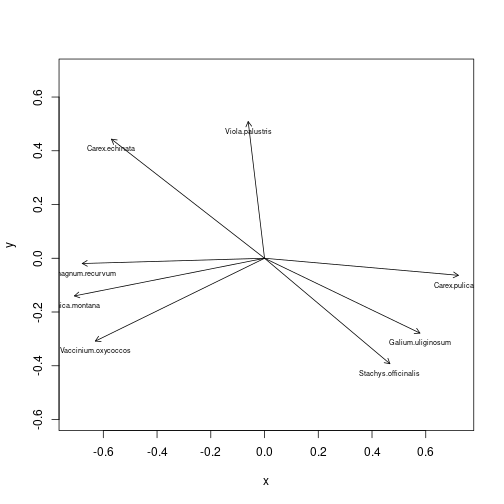 0.6
0.4
0.2
0.0
-0.2
-0.4
-0.6
y
Viola.palustris
Carex.echinata
agnum.recurvum
ica.montana
Vaccinium.oxycoccos
Carex.pulica
Galium.uliginosum
Stachys.officinalis
-0.6 -0.4 -0.2 0.0 0.2 0.4 0.6
x